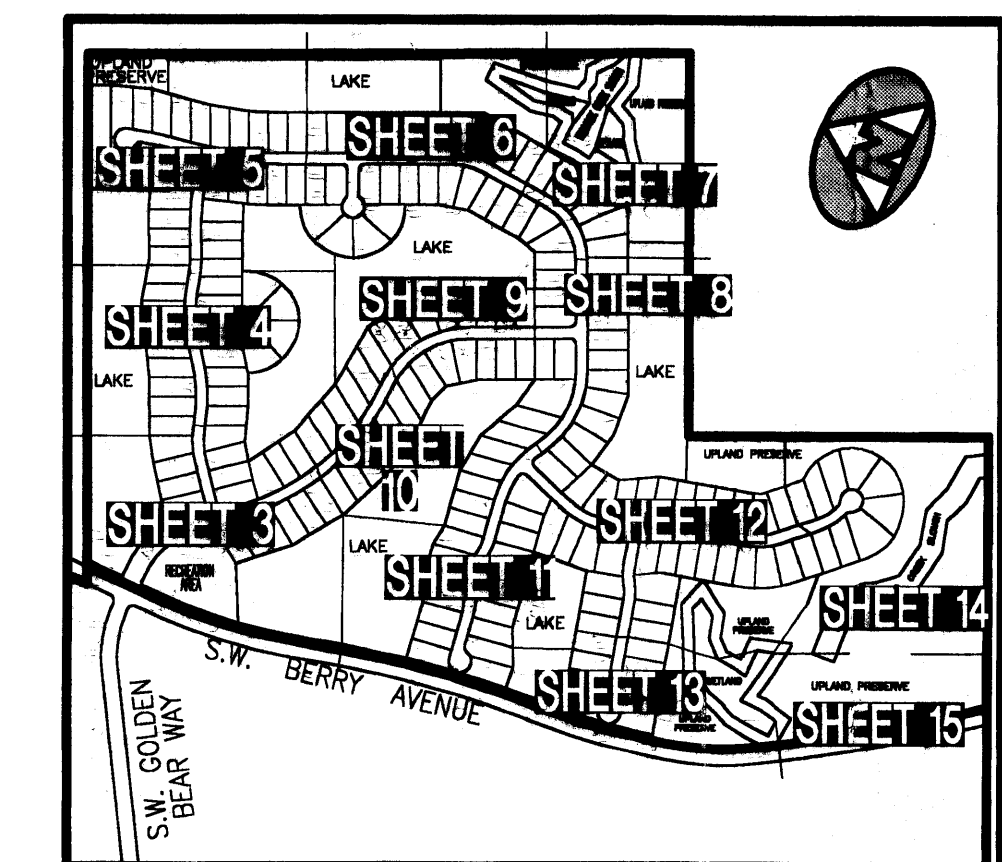 UPLAND
PRESERVE
LAKE
UPLAND PRESERVE
SHEET 6
SHEET 5
SHEET 7
LAKE
SHEET 9
SHEET 8
SHEET 4
LAKE
LAKE
SHEET
10
UPLAND PRESERVE
SHEET 3
SHEET 12
LAKE
RECREATION
AREA
SHEET 11
SHEET 14
LAKE
UPLAND
PRESERVE
S.W. BERRY AVENUE
SHEET 13
WETLAND
UPLAND PRESERVE
UPLAND
PRESERVE
SHEET 15
S.W. GOLDEN
BEAR WAY